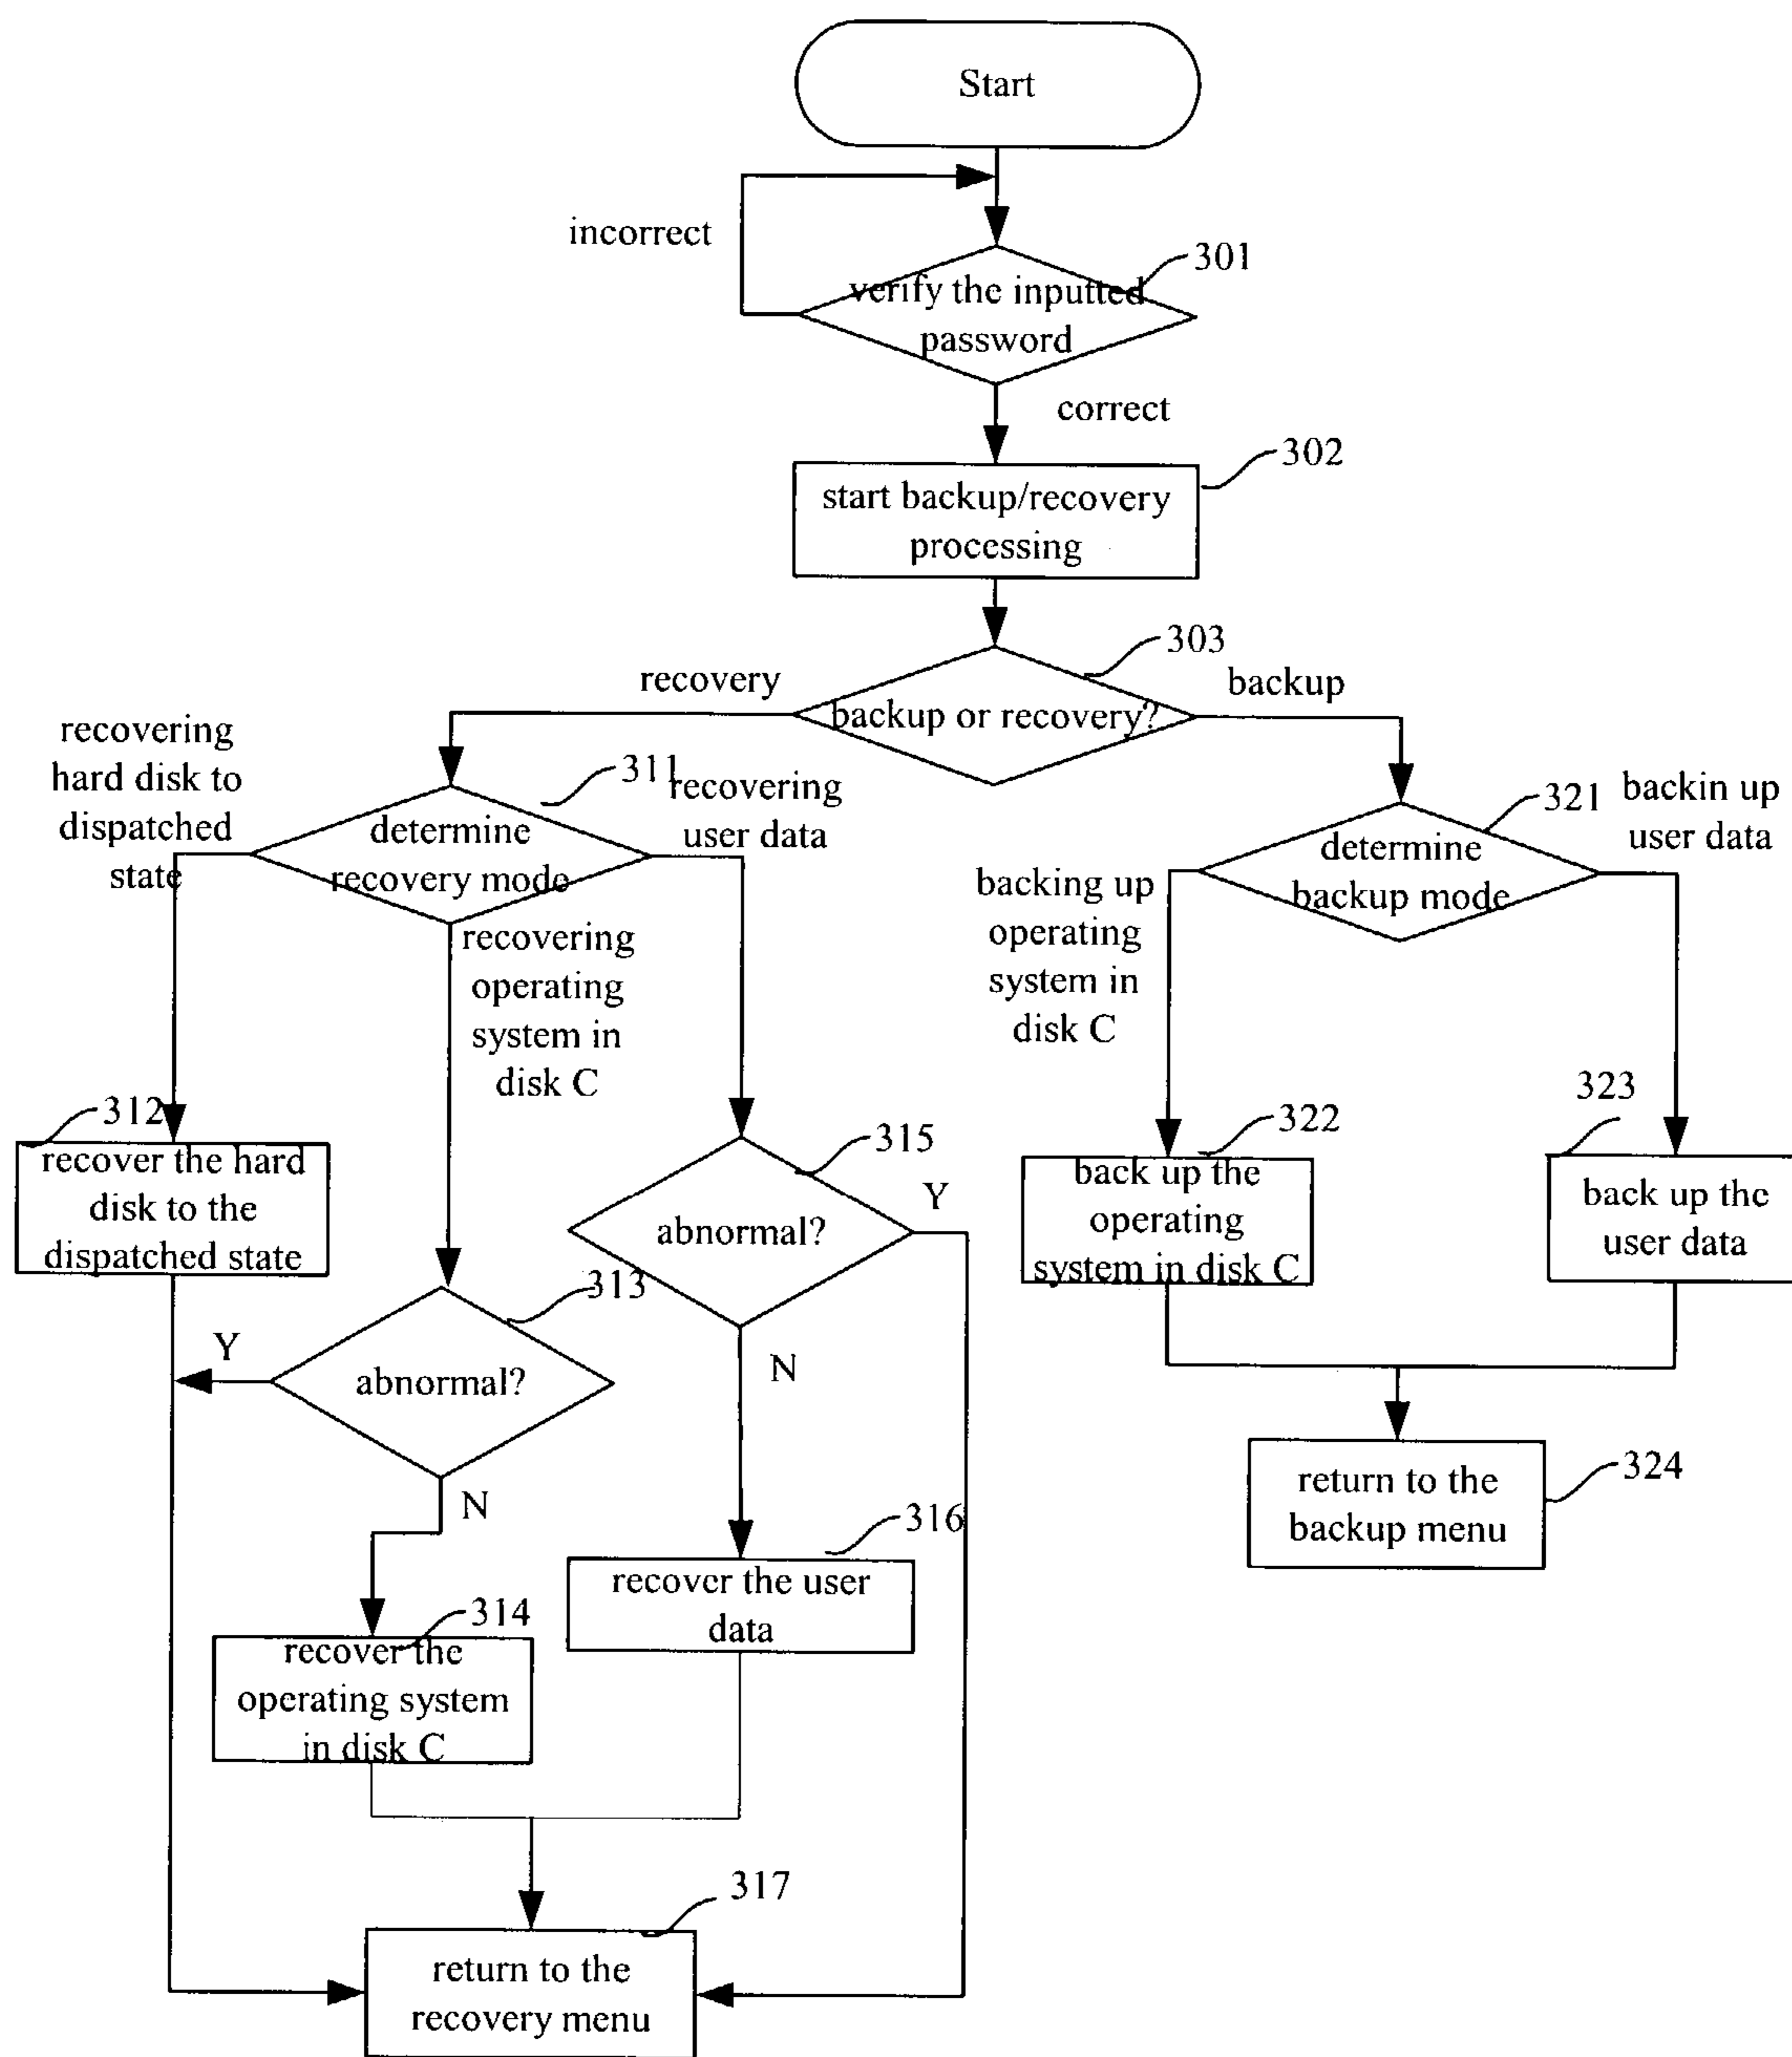 Start
incorrect
301
verify the inputted
password
correct
302
start backup/recovery
processing
303
recovery
backup
backup or recovery?
recovering
hard disk to
dispatched
state
311
recovering
user data
determine
recovery mode
321
backin up
user data
determine
backup mode
recovering
operating
system in
disk C
backing up
operating
system in
disk C
312
recover the hard
disk to the
dispatched state
315
Y
abnormal?
N
322
back up the
operating
system in disk C
323
back up the
user data
313
Y
abnormal?
N
324
return to the
backup menu
316
recover the user
data
314
recover the
operating system
in disk C
317
return to the
recovery menu